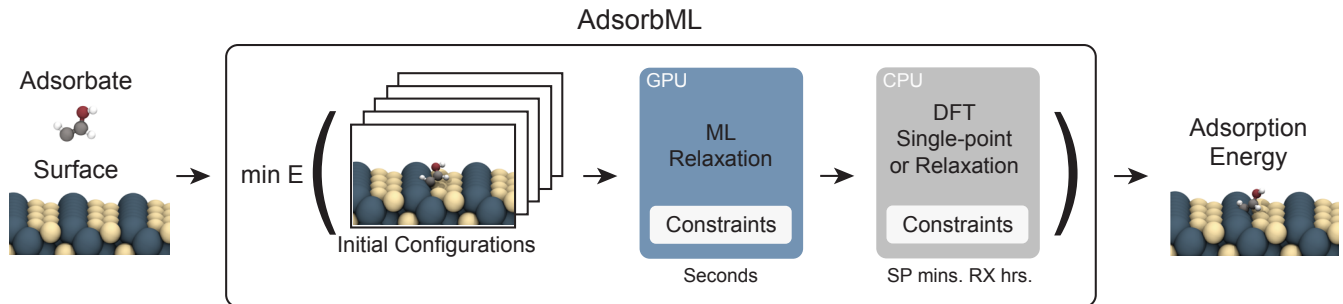 AdsorbML
Adsorbate
Surface
min E
Initial Configurations
GPU
ML
Relaxation
Constraints
Seconds
CPU
DFT
Single-point
or Relaxation
Constraints
SP mins. RX hrs.
Adsorption
Energy